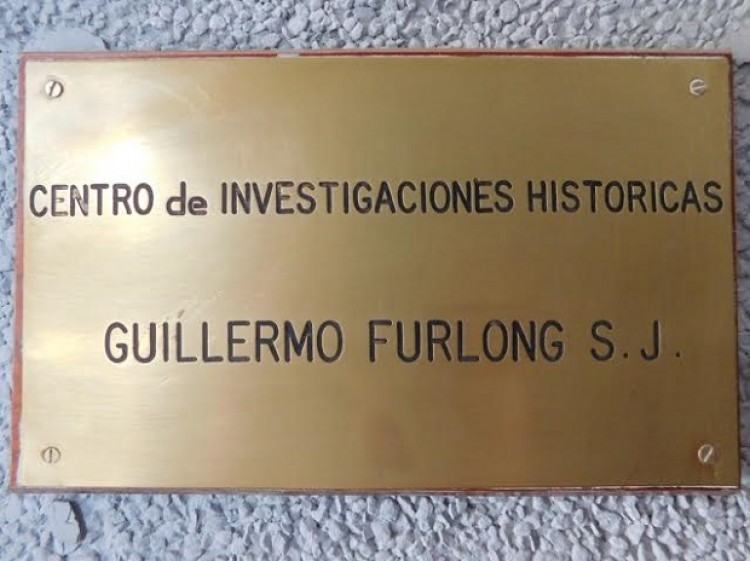 CENTRO de INVESTIGACIONES HISTORICAS
GUILLERMO FURLONG S.J.